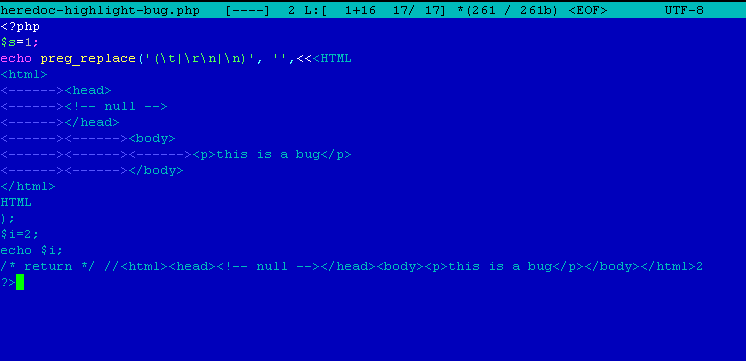 heredoc-highlight-bug.php   [----]  2 L:[  1+16  17/ 17] *(261 / 261b) <EOF>       UTF-8
<?php
$s=1;
echo preg_replace('(\t|\r\n|\n)', '',<<<HTML
<html>
<------><head>
<------><!-- null -->
<------></head>
<------><------><body>
<------><------><------><p>this is a bug</p>
<------><------></body>
</html>
HTML
);
$i=2;
echo $i;
/* return */ //<html><head><!-- null --></head><body><p>this is a bug</p></body></html>2
?>